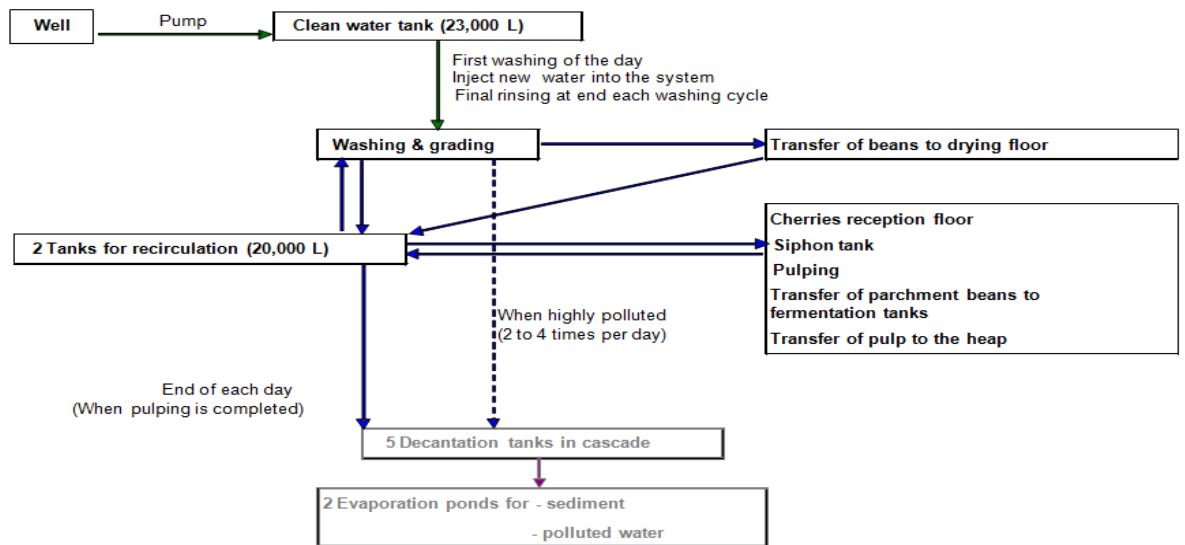 Well
Pump
Clean water tank (23,000 L)
First washing of the day
Inject new water into the system
Final rinsing at end each washing cycle
Washing & grading
Transfer of beans to drying floor
2 Tanks for recirculation (20,000 L)
Cherries reception floor
Siphon tank
Pulping
Transfer of parchment beans to
fermentation tanks
Transfer of pulp to the heap
When highly polluted
(2 to 4 times per day)
End of each day
(When pulping is completed)
5 Decantation tanks in cascade
2 Evaporation ponds for - sediment
- polluted water